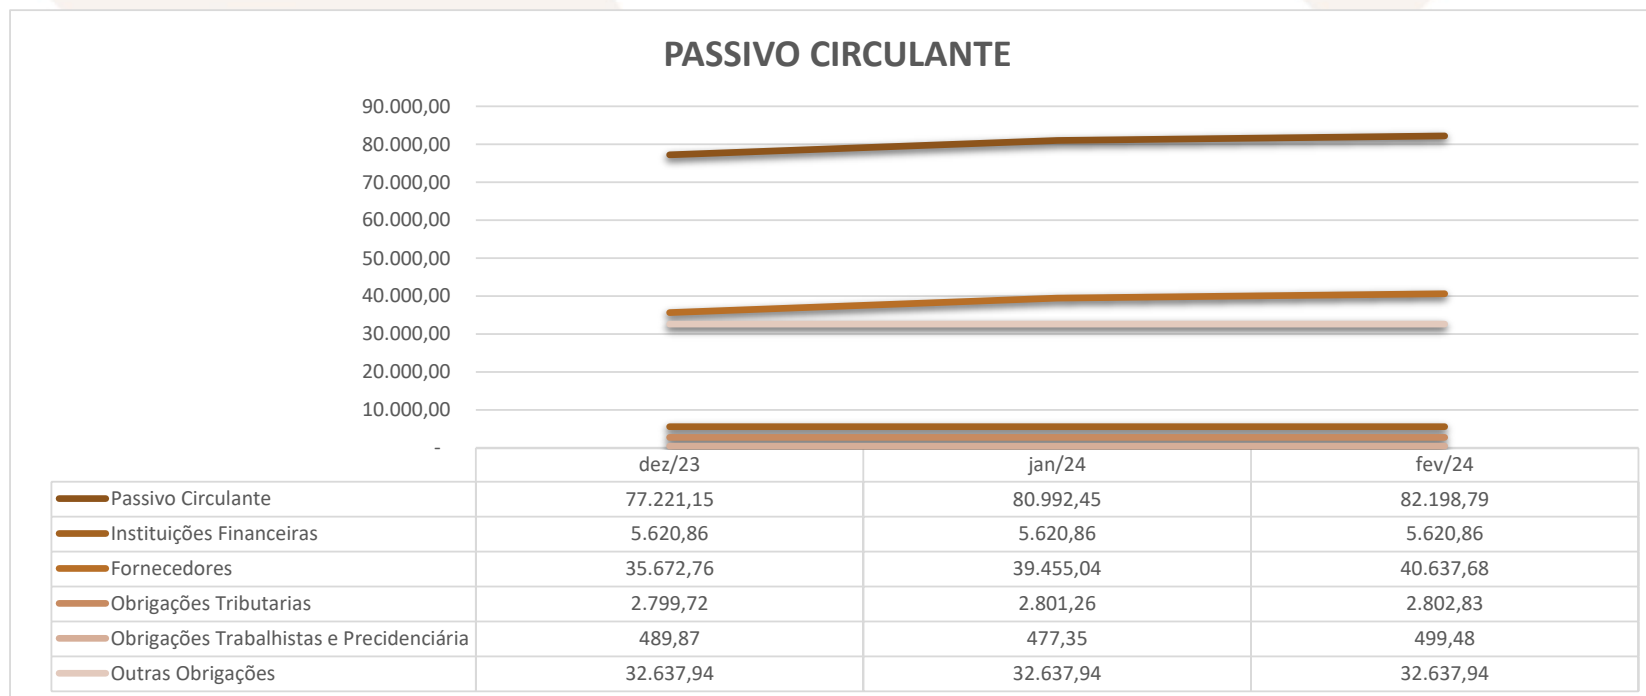 PASSIVO CIRCULANTE
90.000,00
80.000,00
70.000,00
60.000,00
50.000,00
40.000,00
30.000,00
20.000,00
10.000,00
-
dez/23 jan/24 fev/24
Passivo Circulante 77.221,15 80.992,45 82.198,79
Instituições Financeiras 5.620,86 5.620,86 5.620,86
Fornecedores 35.672,76 39.455,04 40.637,68
Obrigações Tributarias 2.799,72 2.801,26 2.802,83
Obrigações Trabalhistas e Precidenciária 489,87 477,35 499,48
Outras Obrigações 32.637,94 32.637,94 32.637,94